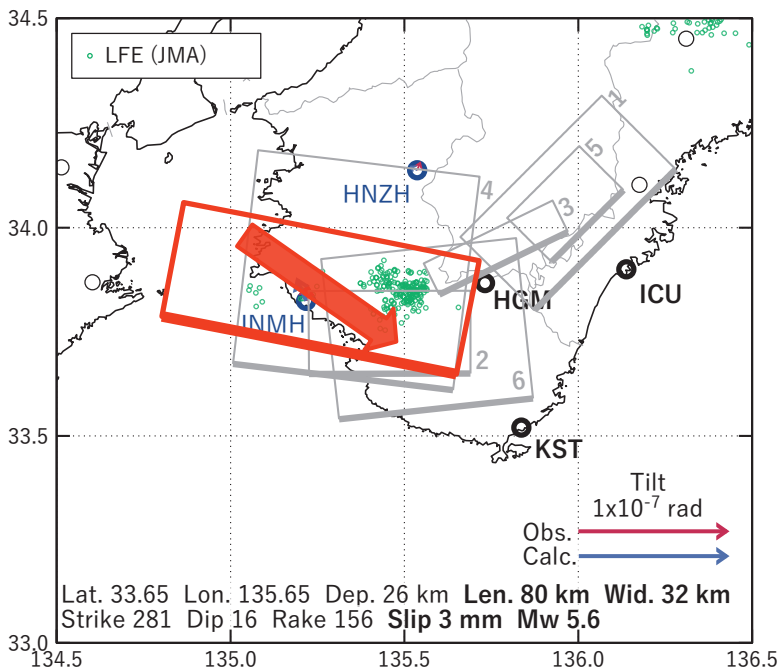 34.5
LFE (JMA)
1
5
HNZH
4
3
34.0
HGM
ICU
INMH
2
6
33.5
KST
Tilt
1x10-7 rad
Obs.
Calc.
Lat. 33.65 Lon. 135.65 Dep. 26 km Len. 80 km Wid. 32 km
Strike 281 Dip 16 Rake 156 Slip 3 mm Mw 5.6
33.0
134.5 135.0 135.5 136.0 136.5